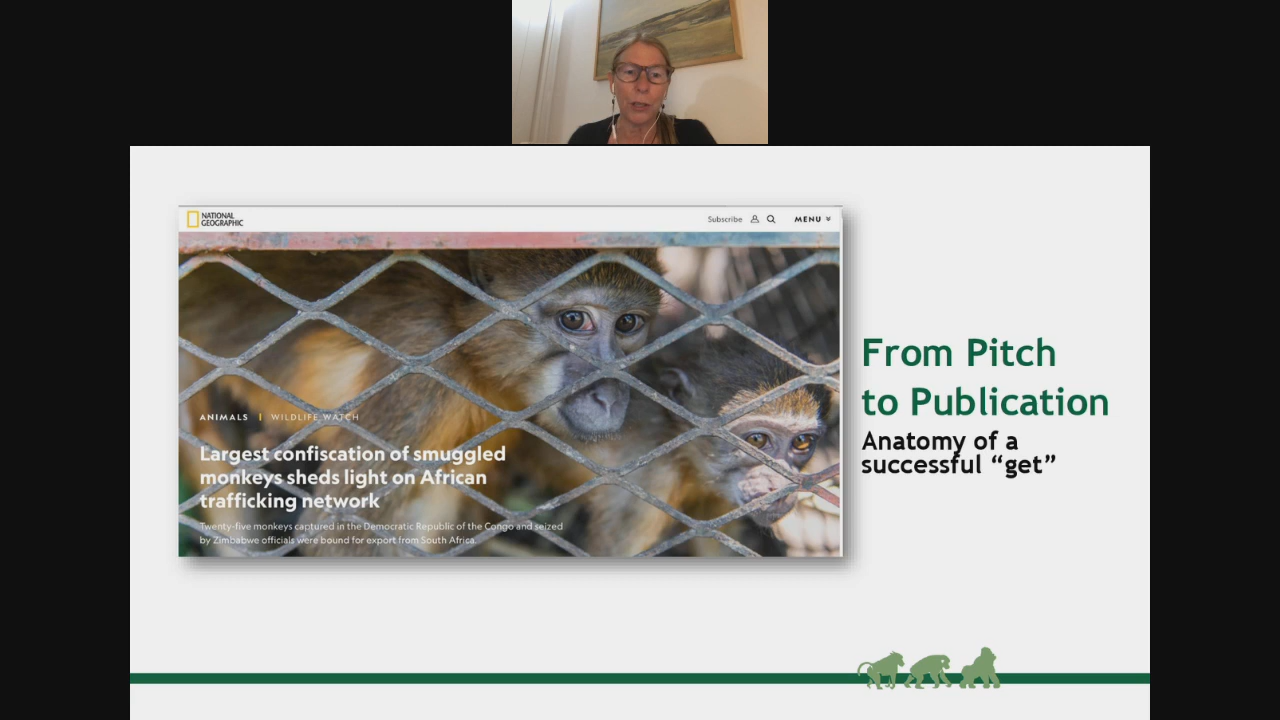 NATIONAL
GEOGRAPHIC
Subscribe
MENU
ANIMALS | WILDLIFE WATCH
Largest confiscation of smuggled
monkeys sheds light on African
trafficking network
Twenty-five monkeys captured in the Democratic Republic of the Congo and seized
by Zimbabwe officials were bound for export from South Africa.
From Pitch
to Publication
Anatomy of a
successful “get”